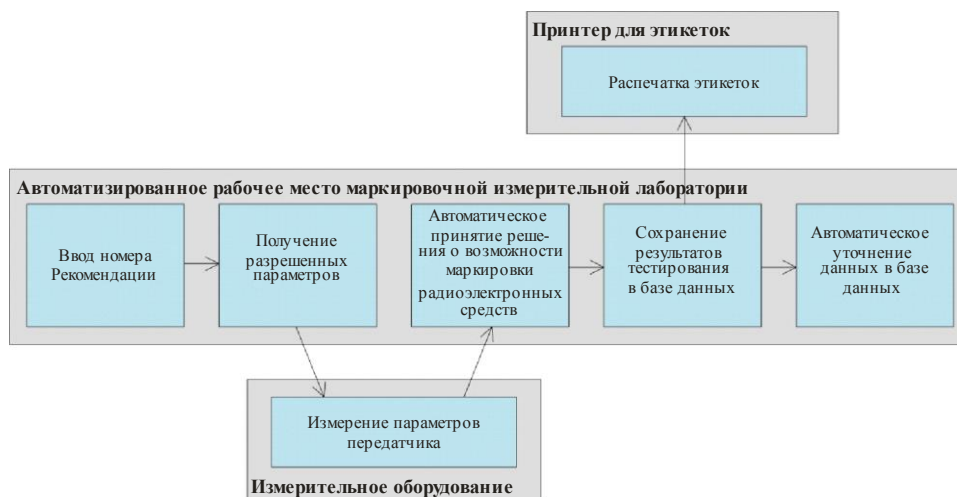 Принтер для этикеток
Распечатка этикеток
Автоматизированное рабочее место маркировочной измерительной лаборатории
Ввод номера
Рекомендации
Получение
разрешенных
параметров
Автоматическое
принятие реше-
ния о возможности
маркировки
радиоэлектронных
средств
Сохранение
результатов
тестирования
в базе данных
Автоматическое
уточнение
данных в базе
данных
Измерение параметров
передатчика
Измерительное оборудование